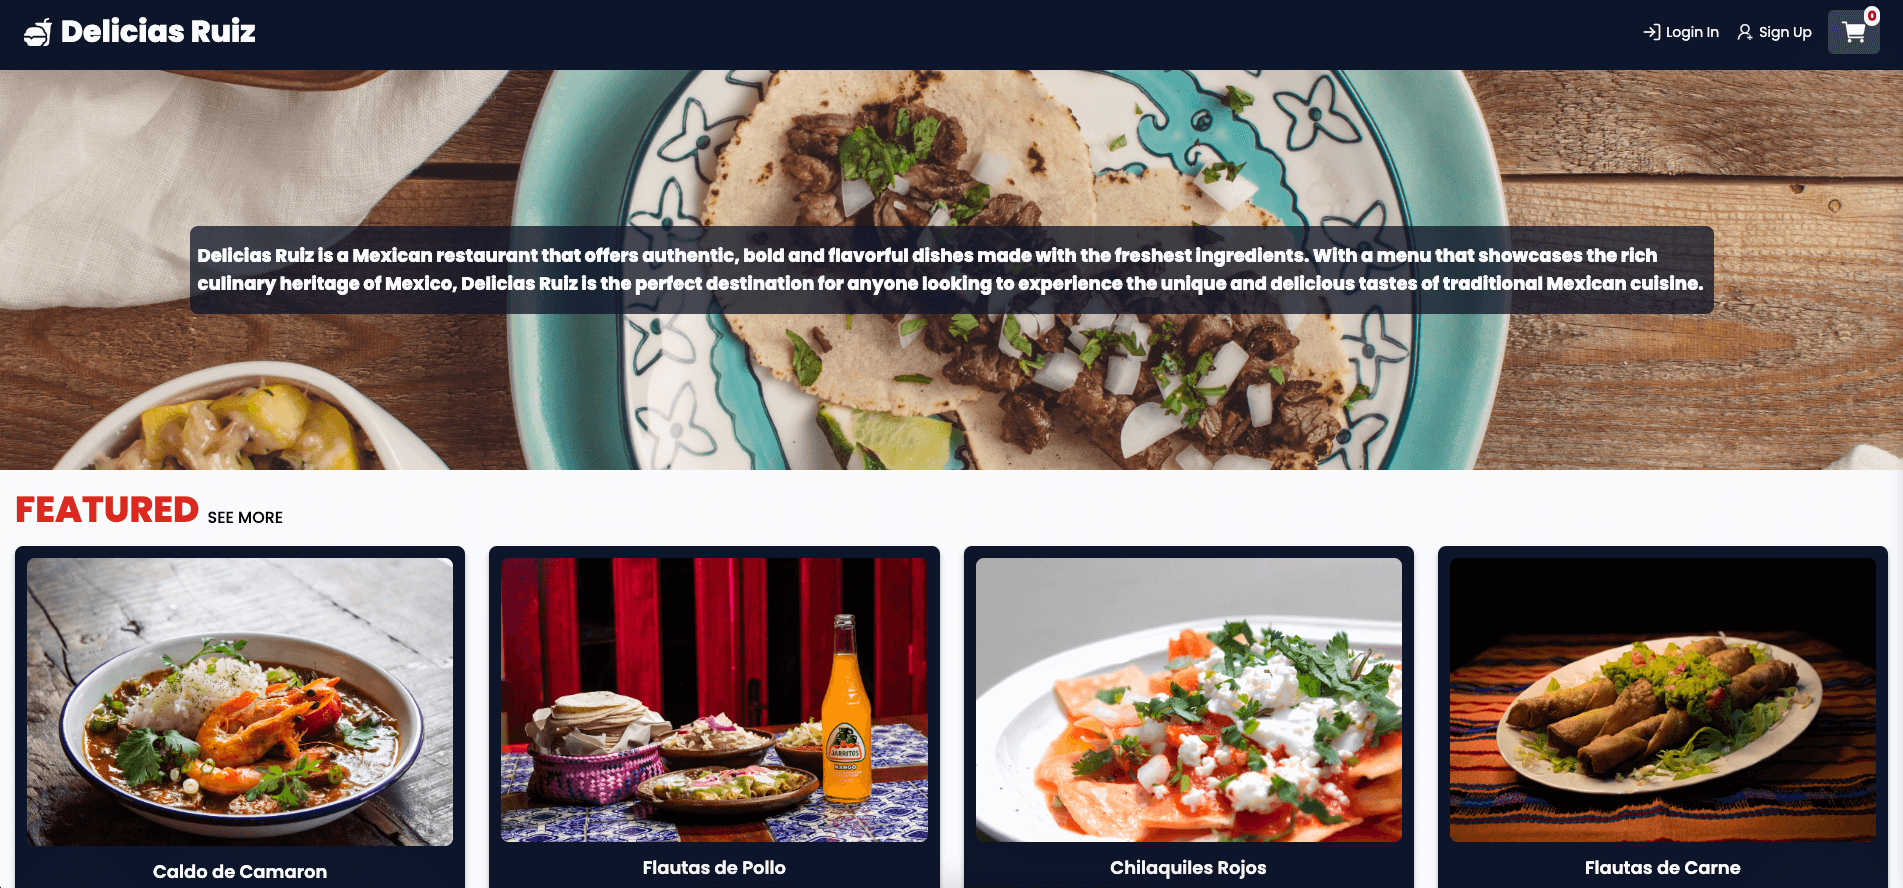 Delicias Ruiz
Login In
Sign Up
0
Delicias Ruiz is a Mexican restaurant that offers authentic, bold and flavorful dishes made with the freshest ingredients. With a menu that showcases the rich
culinary heritage of Mexico, Delicias Ruiz is the perfect destination for anyone looking to experience the unique and delicious tastes of traditional Mexican cuisine.
FEATURED
SEE MORE
JARRITOS
MANGO
Caldo de Camaron
Flautas de Pollo
Chilaquiles Rojos
Flautas de Carne